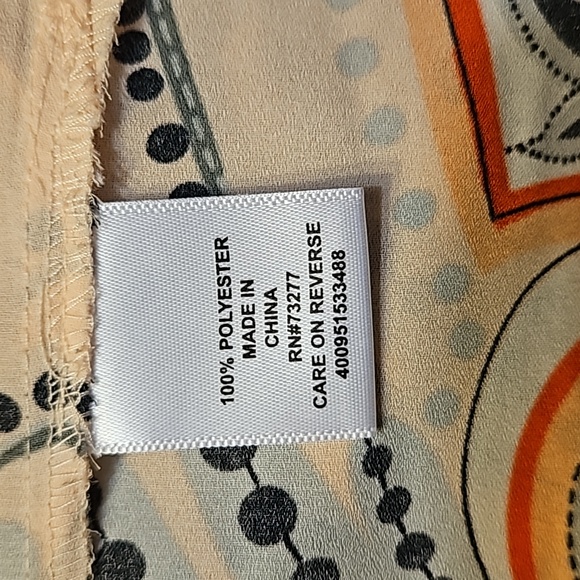 100% POLYESTER
MADE IN
CHINA
RN#73277
CARE ON REVERSE
400951533488